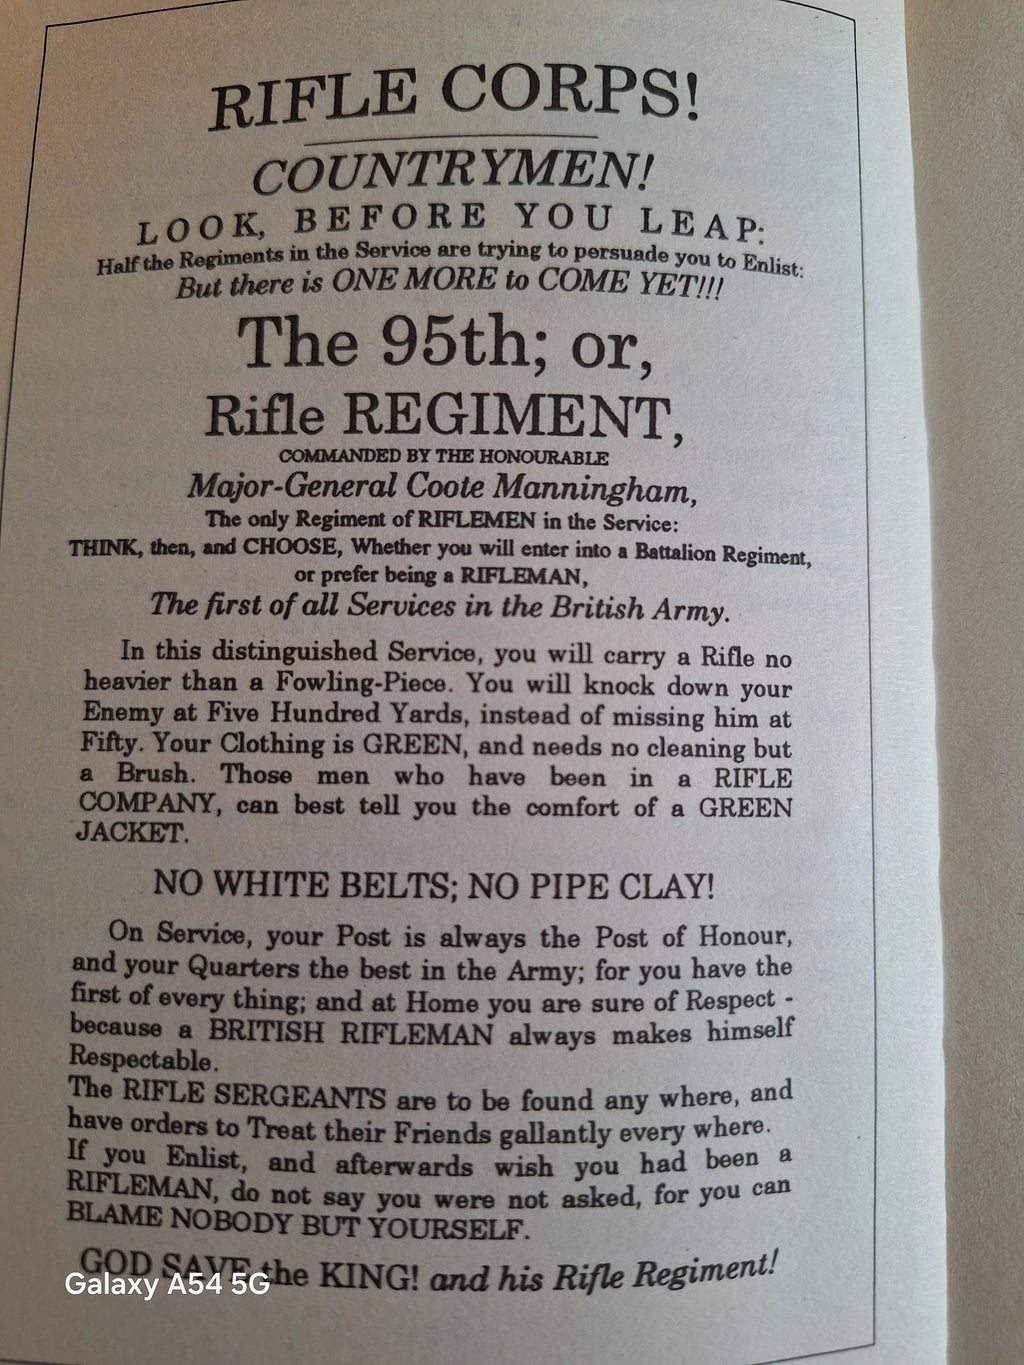 RIFLE CORPS!
COUNTRYMEN!
LOOK, BEFORE YOU LEAP:
Half the Regiments in the Service are trying to persuade you to Enlist:
But there is ONE MORE to COME YET!!!
The 95th; or,
Rifle REGIMENT,
COMMANDED BY THE HONOURABLE
Major-General Coote Manningham,
The only Regiment of RIFLEMEN in the Service:
THINK, then, and CHOOSE, Whether you will enter into a Battalion Regiment,
or prefer being a RIFLEMAN,
The first of all Services in the British Army.
In this distinguished Service, you will carry a Rifle no
heavier than a Fowling-Piece. You will knock down your
Enemy at Five Hundred Yards, instead of missing him at
Fifty. Your Clothing is GREEN, and needs no cleaning but
a Brush. Those men who have been in a RIFLE
COMPANY, can best tell you the comfort of a GREEN
JACKET.
NO WHITE BELTS; NO PIPE CLAY!
On Service, your Post is always the Post of Honour,
and your Quarters the best in the Army; for you have the
first of every thing; and at Home you are sure of Respect -
because a BRITISH RIFLEMAN always makes himself
Respectable.
The RIFLE SERGEANTS are to be found any where, and
have orders to Treat their Friends gallantly every where.
If you Enlist, and afterwards wish you had been a
RIFLEMAN, do not say you were not asked, for you can
BLAME NOBODY BUT YOURSELF.
GOD SAVE the KING! and his Rifle Regiment!
Galaxy A54 5G